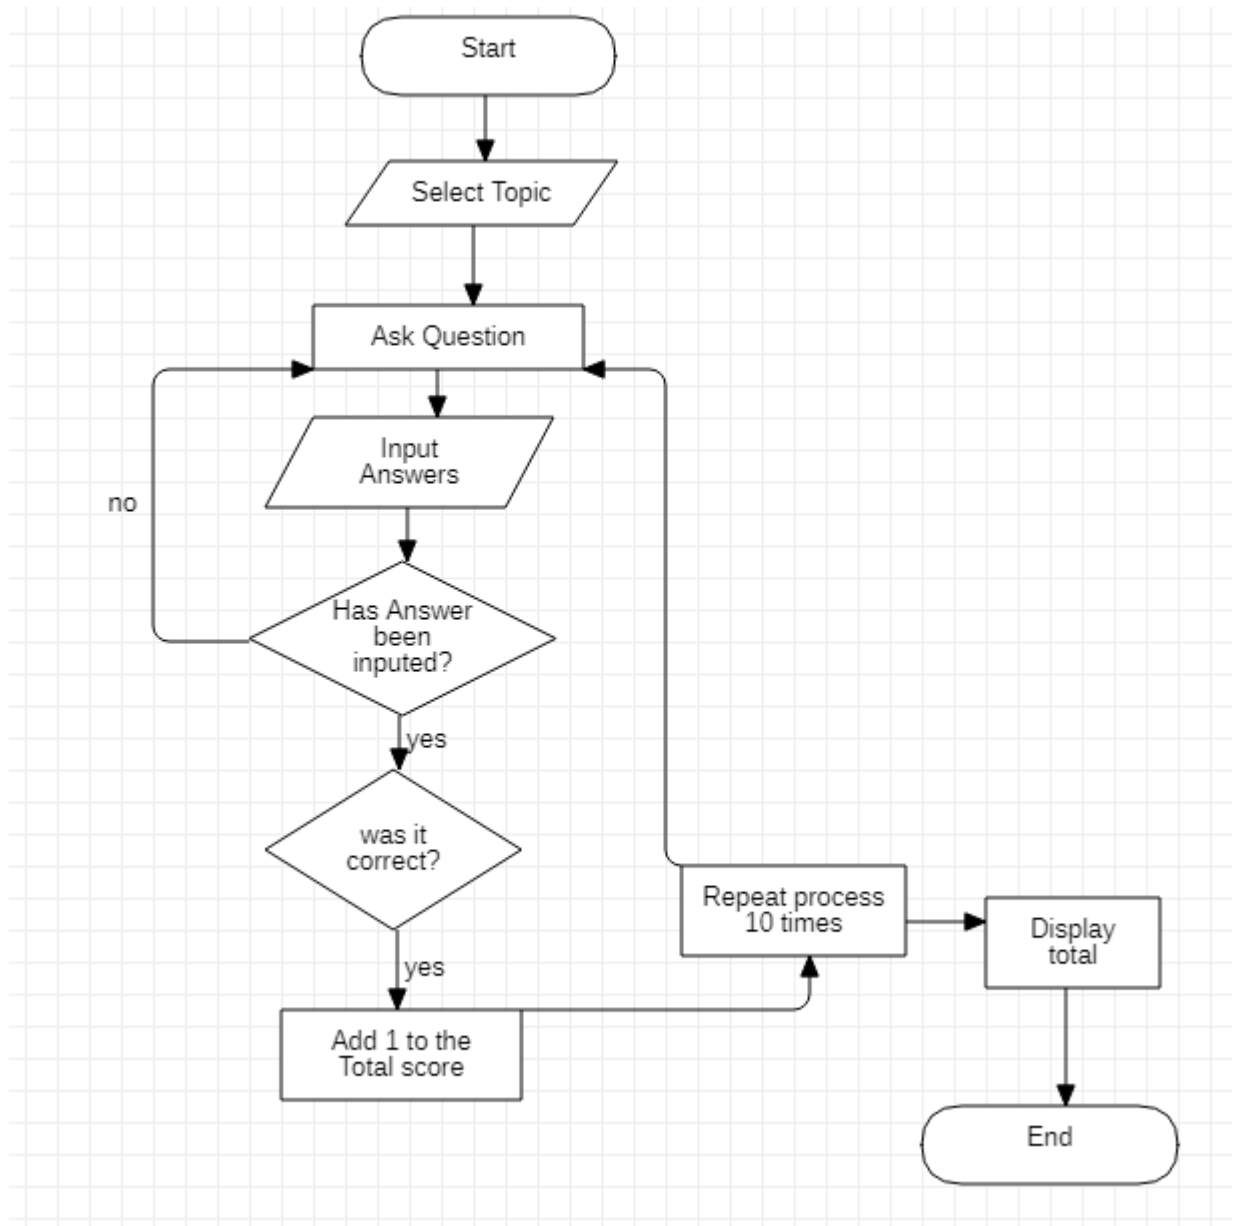 Start
Select Topic
Ask Question
Input
Answers
no
Has Answer
been
inputed?
yes
was it
correct?
yes
Add 1 to the
Total score
Repeat process
10 times
Display
total
End